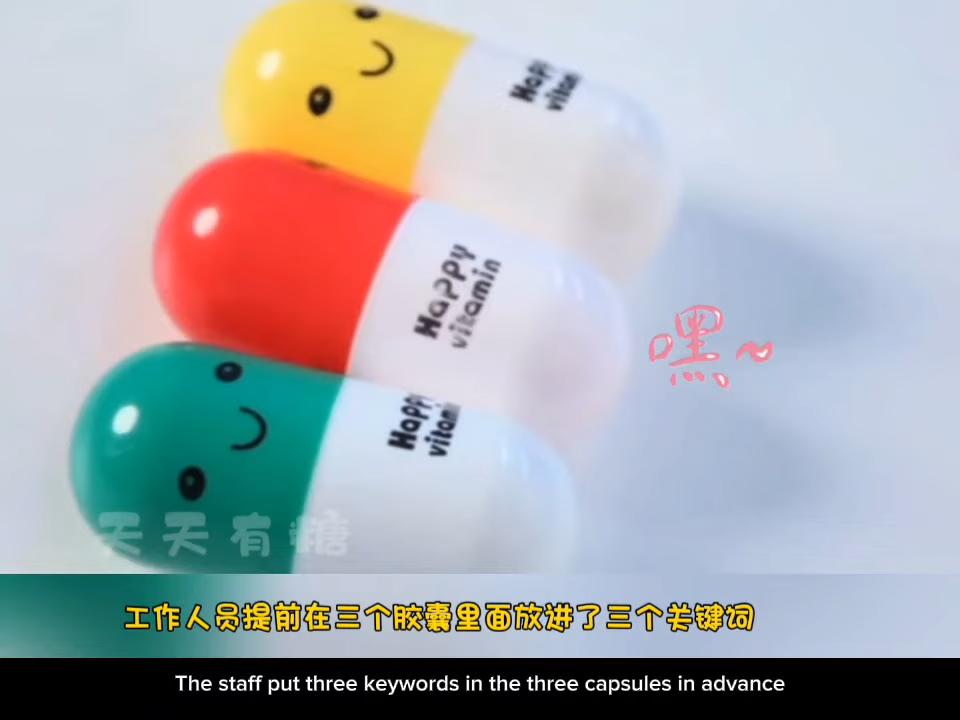 Happy
vitamin
Happy
vitamin
Happy
vitamin
嘿~
天天有糖
工作人员提前在三个胶囊里面放进了三个关键词
The staff put three keywords in the three capsules in advance